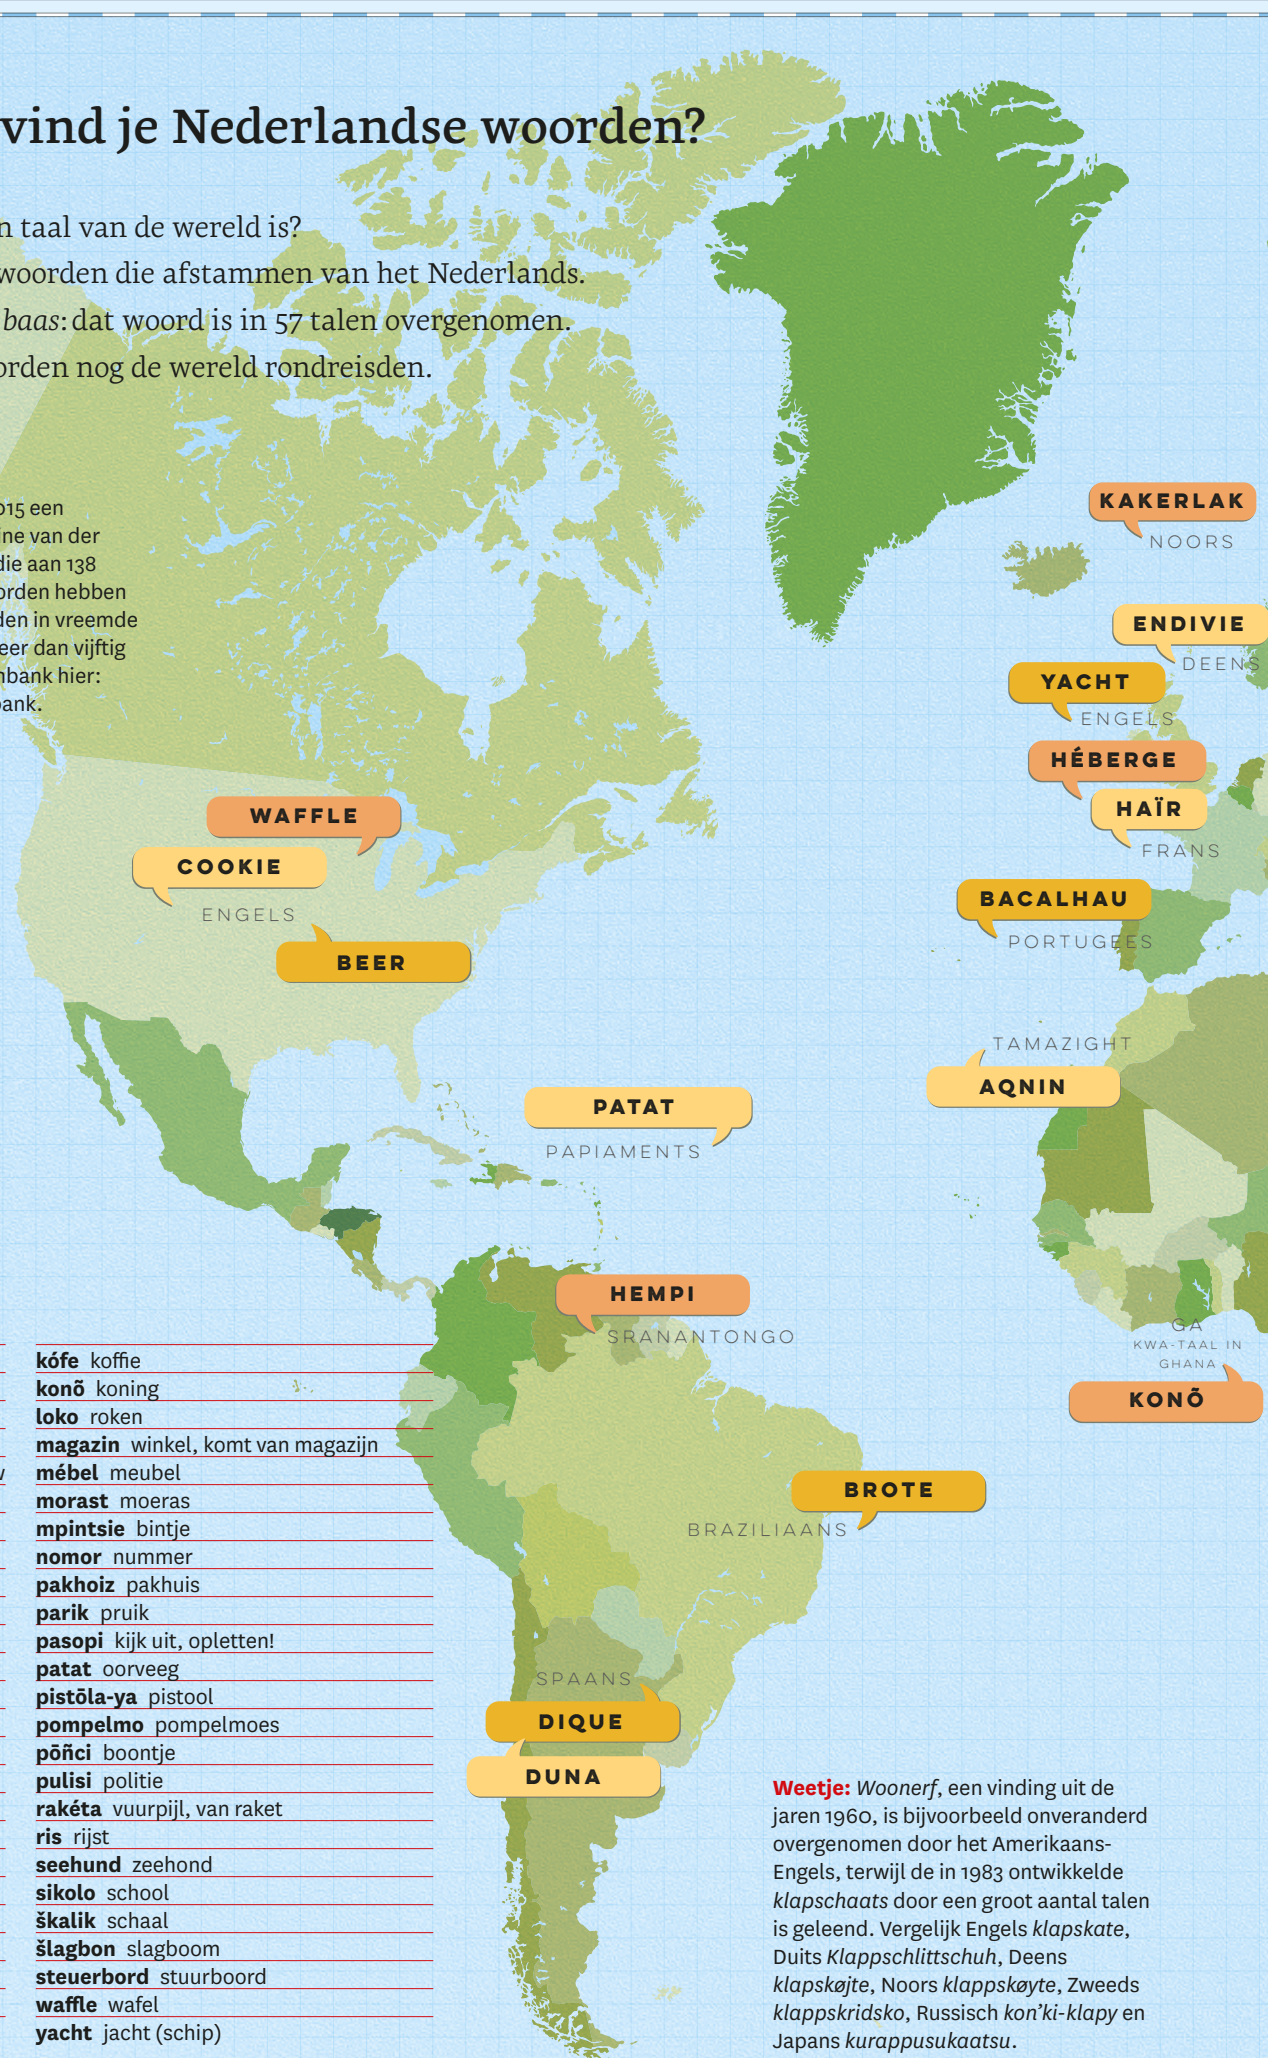 vind je Nederlandse woorden?
n taal van de wereld is?
woorden die afstammen van het Nederlands.
baas: dat woord is in 57 talen overgenomen.
orden nog de wereld rondreisden.
015 een
ine van der
die aan 138
orden hebben
den in vreemde
eer dan vijftig
nbank hier:
bank.
KAKERLAK
NOORS
ENDIVIE
DEENS
YACHT
ENGELS
HÉBERGE
HAÏR
FRANS
WAFFLE
COOKIE
ENGELS
BEER
BACALHAU
PORTUGEES
TAMAZIGHT
AQNIN
PATAT
PAPIAMENTS
HEMPI
SRANANTONGO
GA
KWA-TAAL IN
GHANA
KONÕ
BROTE
BRAZILIAANS
SPAANS
DIQUE
DUNA
kófe koffie
konõ koning
loko roken
magazin winkel, komt van magazijn
mébel meubel
morast moeras
mpintsie bintje
nomor nummer
pakhoiz pakhuis
parik pruik
pasopi kijk uit, opletten!
patat oorveeg
pistōla-ya pistool
pompelmo pompelmoes
pōñci boontje
pulisi politie
rakéta vuurpijl, van raket
ris rijst
seehund zeehond
sikolo school
škalik schaal
šlagbon slagboom
steuerbord stuurboord
waffle wafel
yacht jacht (schip)
Weetje: Woonerf, een vinding uit de
jaren 1960, is bijvoorbeeld onveranderd
overgenomen door het Amerikaans-
Engels, terwijl de in 1983 ontwikkelde
klapschaats door een groot aantal talen
is geleend. Vergelijk Engels klapskate,
Duits Klappschlittschuh, Deens
klapskøjte, Noors klappskøyte, Zweeds
klappskridsko, Russisch kon'ki-klapy en
Japans kurappusukaatsu.